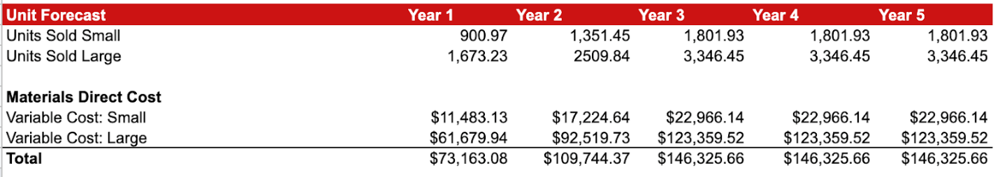 Unit Forecast Year 1 Year 2 Year 3 Year 4 Year 5
Units Sold Small 900.97 1,351.45 1,801.93 1,801.93 1,801.93
Units Sold Large 1,673.23 2509.84 3,346.45 3,346.45 3,346.45
Materials Direct Cost
Variable Cost: Small $11,483.13 $17,224.64 $22,966.14 $22,966.14 $22,966.14
Variable Cost: Large $61,679.94 $92,519.73 $123,359.52 $123,359.52 $123,359.52
Total $73,163.08 $109,744.37 $146,325.66 $146,325.66 $146,325.66